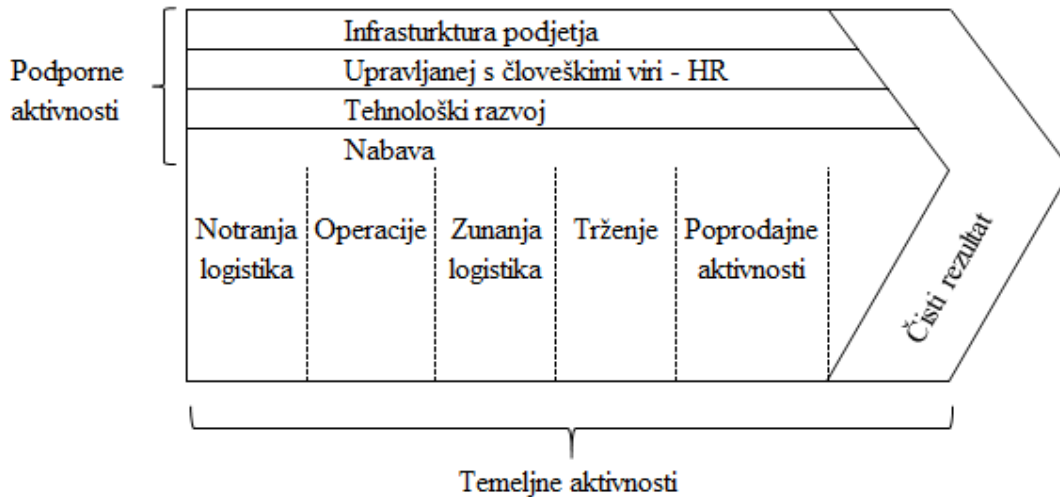 Podporne
aktivnosti
Infrasturktura podjetja
Upravljanej s človeškimi viri - HR
Tehnološki razvoj
Nabava
Notranja
logistika
Operacije
Zunanja
logistika
Trženje
Poprodajne
aktivnosti
Čisti rezultat
Temeljne aktivnosti